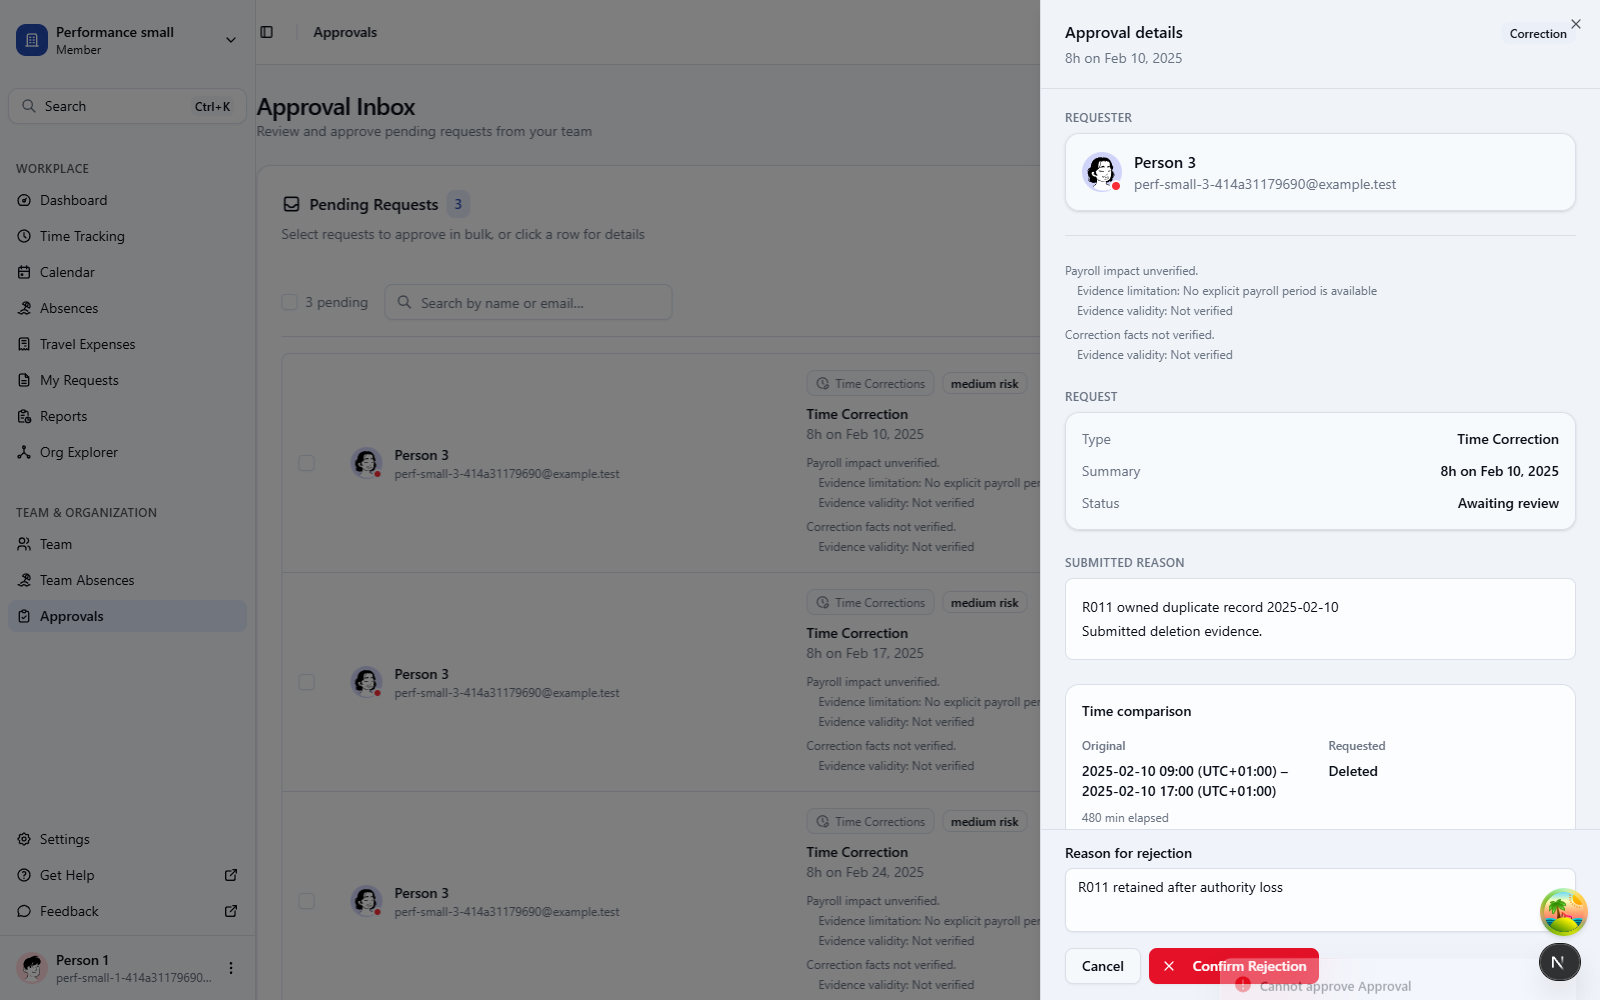 Performance small
Member
Search
Ctrl+K
WORKPLACE
Dashboard
Time Tracking
Calendar
Absences
Travel Expenses
My Requests
Reports
Org Explorer
TEAM & ORGANIZATION
Team
Team Absences
Approvals
Settings
Get Help
Feedback
Person 1
perf-small-1-414a31179690...
Approvals
Approval Inbox
Review and approve pending requests from your team
Pending Requests 3
Select requests to approve in bulk, or click a row for details
3 pending
Search by name or email...
Person 3
perf-small-3-414a31179690@example.test
Time Corrections
medium risk
Time Correction
8h on Feb 10, 2025
Payroll impact unverified.
Evidence limitation: No explicit payroll per
Evidence validity: Not verified
Correction facts not verified.
Evidence validity: Not verified
Person 3
perf-small-3-414a31179690@example.test
Time Corrections
medium risk
Time Correction
8h on Feb 17, 2025
Payroll impact unverified.
Evidence limitation: No explicit payroll per
Evidence validity: Not verified
Correction facts not verified.
Evidence validity: Not verified
Person 3
perf-small-3-414a31179690@example.test
Time Corrections
medium risk
Time Correction
8h on Feb 24, 2025
Payroll impact unverified.
Evidence limitation: No explicit payroll per
Evidence validity: Not verified
Correction facts not verified.
Evidence validity: Not verified
Approval details
Correction
8h on Feb 10, 2025
REQUESTER
Person 3
perf-small-3-414a31179690@example.test
Payroll impact unverified.
Evidence limitation: No explicit payroll period is available
Evidence validity: Not verified
Correction facts not verified.
Evidence validity: Not verified
REQUEST
Type Time Correction
Summary 8h on Feb 10, 2025
Status Awaiting review
SUBMITTED REASON
R011 owned duplicate record 2025-02-10
Submitted deletion evidence.
Time comparison
Original
2025-02-10 09:00 (UTC+01:00) –
2025-02-10 17:00 (UTC+01:00)
480 min elapsed
Requested
Deleted
Reason for rejection
R011 retained after authority loss
Cancel
Confirm Rejection
Cannot approve Approval
N